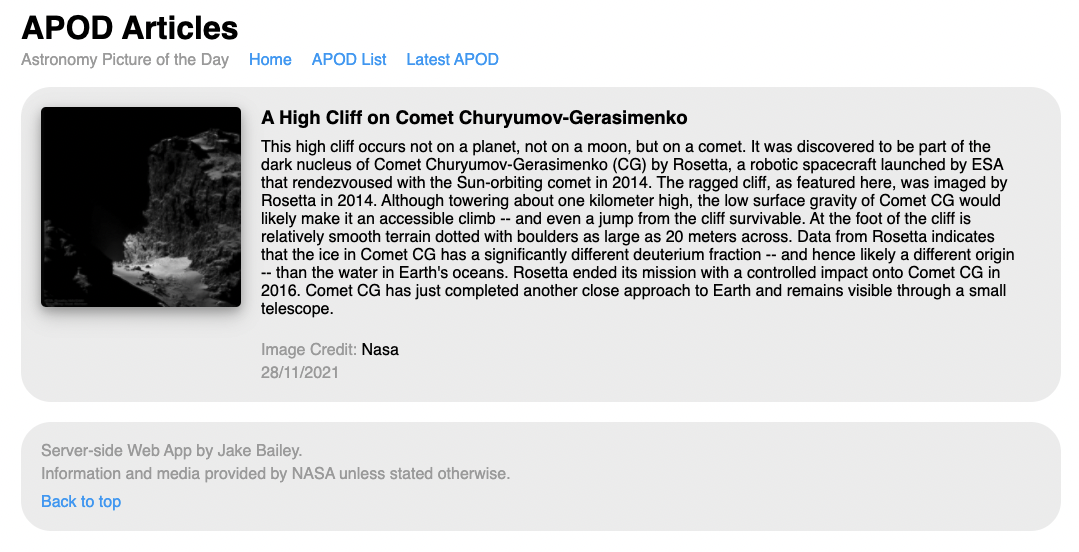 APOD Articles
Astronomy Picture of the Day Home APOD List Latest APOD
A High Cliff on Comet Churyumov-Gerasimenko
This high cliff occurs not on a planet, not on a moon, but on a comet. It was discovered to be part of the
dark nucleus of Comet Churyumov-Gerasimenko (CG) by Rosetta, a robotic spacecraft launched by ESA
that rendezvoused with the Sun-orbiting comet in 2014. The ragged cliff, as featured here, was imaged by
Rosetta in 2014. Although towering about one kilometer high, the low surface gravity of Comet CG would
likely make it an accessible climb -- and even a jump from the cliff survivable. At the foot of the cliff is
relatively smooth terrain dotted with boulders as large as 20 meters across. Data from Rosetta indicates
that the ice in Comet CG has a significantly different deuterium fraction -- and hence likely a different origin
-- than the water in Earth's oceans. Rosetta ended its mission with a controlled impact onto Comet CG in
2016. Comet CG has just completed another close approach to Earth and remains visible through a small
telescope.
Image Credit: Nasa
28/11/2021
Server-side Web App by Jake Bailey.
Information and media provided by NASA unless stated otherwise.
Back to top